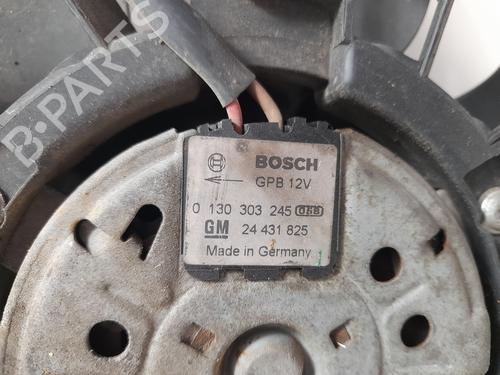 B-PARTS
BOSCH
GPB 12V
0 130 303 245
GM 24 431 825
Made in Germany